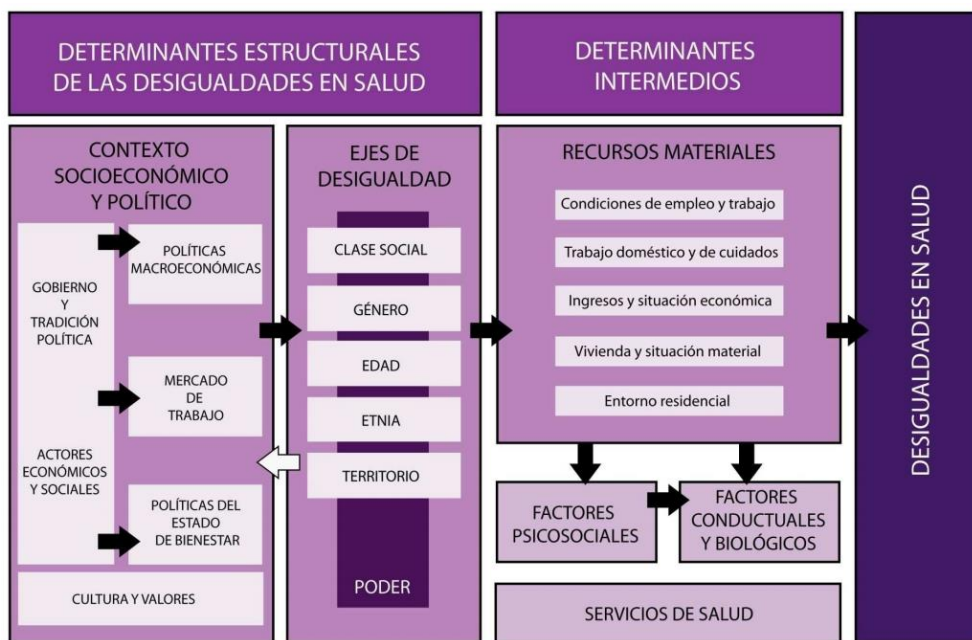 DETERMINANTES ESTRUCTURALES
DE LAS DESIGUALDADES EN SALUD
DETERMINANTES
INTERMEDIOS
CONTEXTO
SOCIOECONÓMICO
Y POLÍTICO
GOBIERNO
Y
TRADICIÓN
POLÍTICA
ACTORES
ECONÓMICOS
Y SOCIALES
POLÍTICAS
MACROECONÓMICAS
MERCADO
DE
TRABAJO
POLÍTICAS DEL
ESTADO
DE BIENESTAR
CULTURA Y VALORES
EJES DE
DESIGUALDAD
CLASE SOCIAL
GÉNERO
EDAD
ETNIA
TERRITORIO
PODER
RECURSOS MATERIALES
Condiciones de empleo y trabajo
Trabajo doméstico y de cuidados
Ingresos y situación económica
Vivienda y situación material
Entorno residencial
FACTORES
PSICOSOCIALES
FACTORES
CONDUCTUALES
Y BIOLÓGICOS
SERVICIOS DE SALUD
DESIGUALDADES EN SALUD